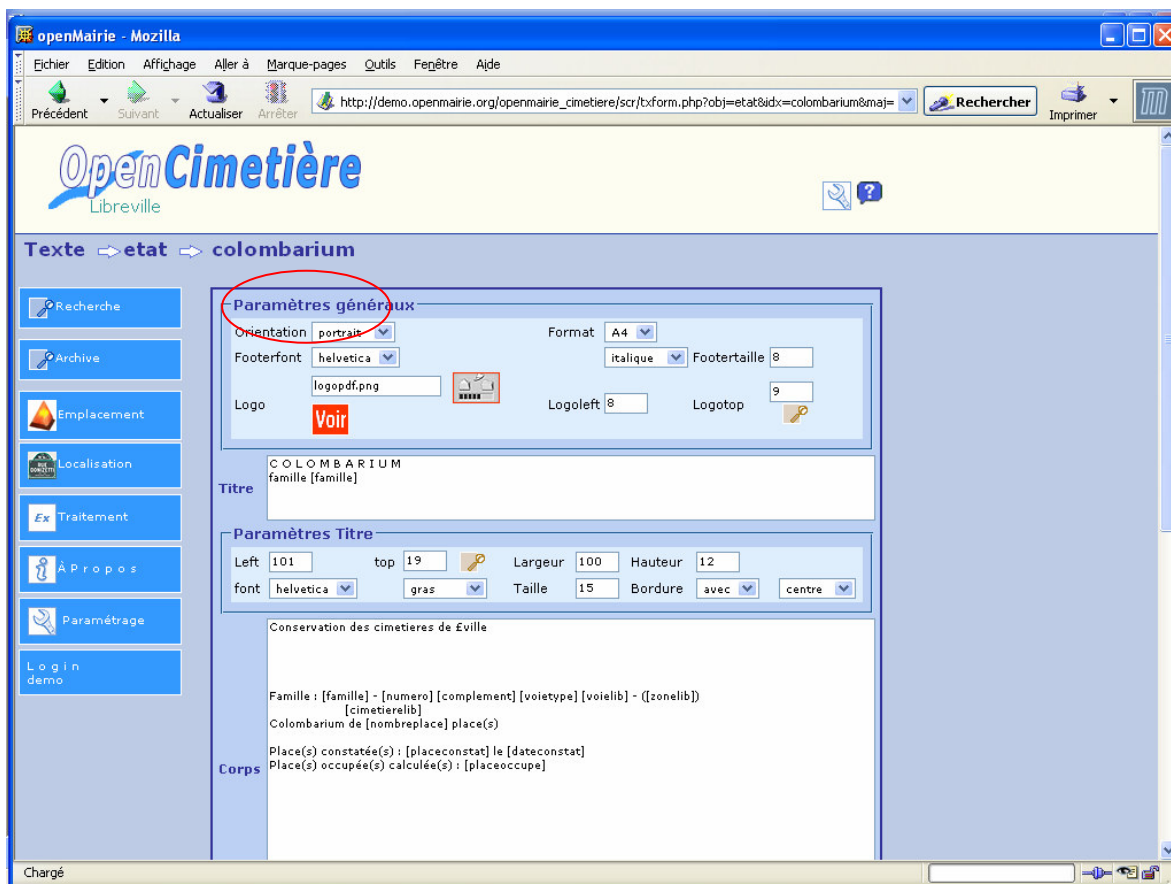 openMairie - Mozilla
Fichier Edition Affichage Aller à Marque-pages Outils Fenêtre Aide
Précédent Suivant Actualiser Arrêter http://demo.openmairie.org/openmairie_cimetiere/scr/txform.php?obj=etat&idx=colombarium&maj= Rechercher Imprimer
OpenCimetière
Libreville
Texte etat colombarium
Recherche
Archive
Emplacement
Localisation
Ex Traitement
À Propos
Paramétrage
Login
demo
Paramètres généraux
Orientation portrait Format A4
Footerfont helvetica italique Footertaille 8
Logo logopdf.png Voir Logoleft 8 Logotop 9
Titre
COLOMBARIUM
famille [famille]
Paramètres Titre
Left 101 top 19 Largeur 100 Hauteur 12
font helvetica gras Taille 15 Bordure avec centre
Corps
Conservation des cimetieres de £ville
Famille : [famille] - [numero] [complement] [voietype] [voielib] - ([zonelib])
[cimetierelib]
Colombarium de [nombreplace] place(s)
Place(s) constatée(s) : [placeconstat] le [dateconstat]
Place(s) occupée(s) calculée(s) : [placeoccupe]
Chargé